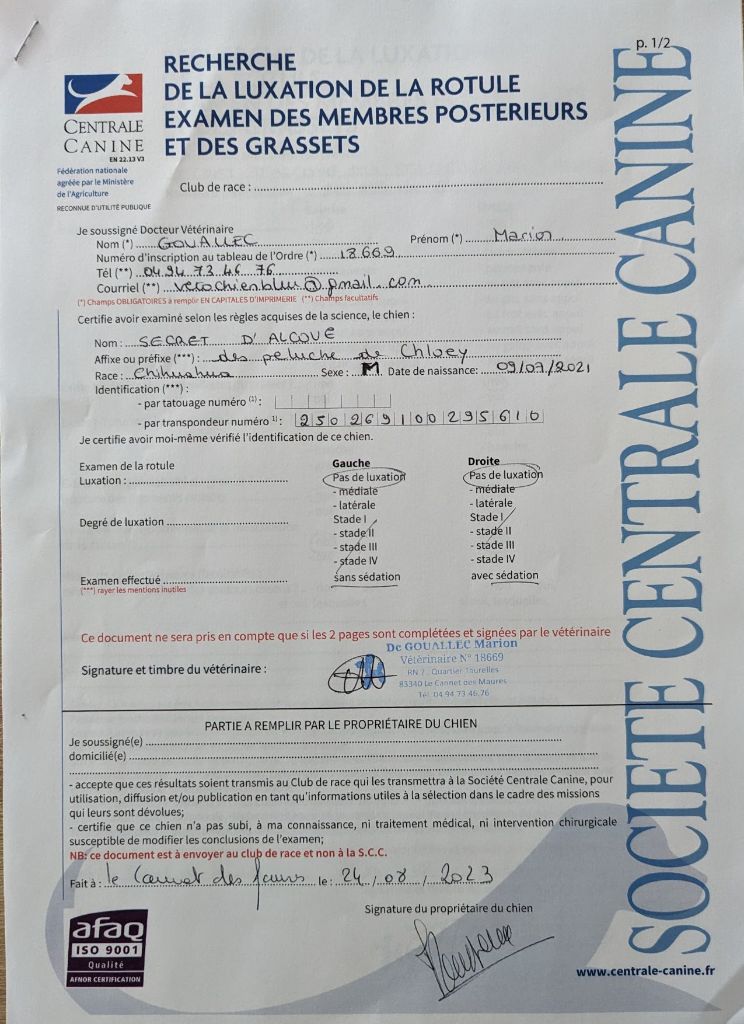 p. 1/2
RECHERCHE
DE LA LUXATION DE LA ROTULE
EXAMEN DES MEMBRES POSTERIEURS
ET DES GRASSETS
CENTRALE
CANINE
EN 22.13 V3
Fédération nationale
agréée par le Ministère
de l'Agriculture
RECONNUE D'UTILITÉ PUBLIQUE
SOCIETE CENTRALE CANINE
Club de race :
Je soussigné Docteur Vétérinaire
Nom (*) GOUALLEC Prénom (*) Marion
Numéro d'inscription au tableau de l'Ordre (*) 18669
Tél (**) 04 94 73 46 76
Courriel (**) vetochienbleu@gmail.com
(*) Champs OBLIGATOIRES à remplir EN CAPITALES D'IMPRIMERIE (**) Champs facultatifs
Certifie avoir examiné selon les règles acquises de la science, le chien :
Nom : SECRET D'ALCOVE
Affixe ou préfixe (***) : des peluche de Chloey
Race : Chihuahua Sexe : M Date de naissance: 09/07/2021
Identification (***) :
- par tatouage numéro (1) :
- par transpondeur numéro 1) : 250269100295610
Je certifie avoir moi-même vérifié l'identification de ce chien.
Examen de la rotule Gauche Droite
Luxation : Pas de luxation Pas de luxation
- médiale - médiale
- latérale - latérale
Degré de luxation Stade I Stade I
- stade II - stade II
- stade III - stade III
- stade IV - stade IV
Examen effectué sans sédation avec sédation
(***) rayer les mentions inutiles
Ce document ne sera pris en compte que si les 2 pages sont complétées et signées par le vétérinaire
Signature et timbre du vétérinaire :
Dc GOUALLEC Marion
Vétérinaire N° 18669
RN 7 - Quartier Tourelles
83340 Le Cannet des Maures
Tél. 04.94.73.46.76
PARTIE A REMPLIR PAR LE PROPRIÉTAIRE DU CHIEN
Je soussigné(e)
domicilié(e)
- accepte que ces résultats soient transmis au Club de race qui les transmettra à la Société Centrale Canine, pour
utilisation, diffusion et/ou publication en tant qu'informations utiles à la sélection dans le cadre des missions
qui leurs sont dévolues;
- certifie que ce chien n'a pas subi, à ma connaissance, ni traitement médical, ni intervention chirurgicale
susceptible de modifier les conclusions de l'examen;
NB: ce document est à envoyer au club de race et non à la S.C.C.
Fait à : le Cannet des Maures le : 24/08/2023
Signature du propriétaire du chien
afaq
ISO 9001
Qualité
AFNOR CERTIFICATION
www.centrale-canine.fr